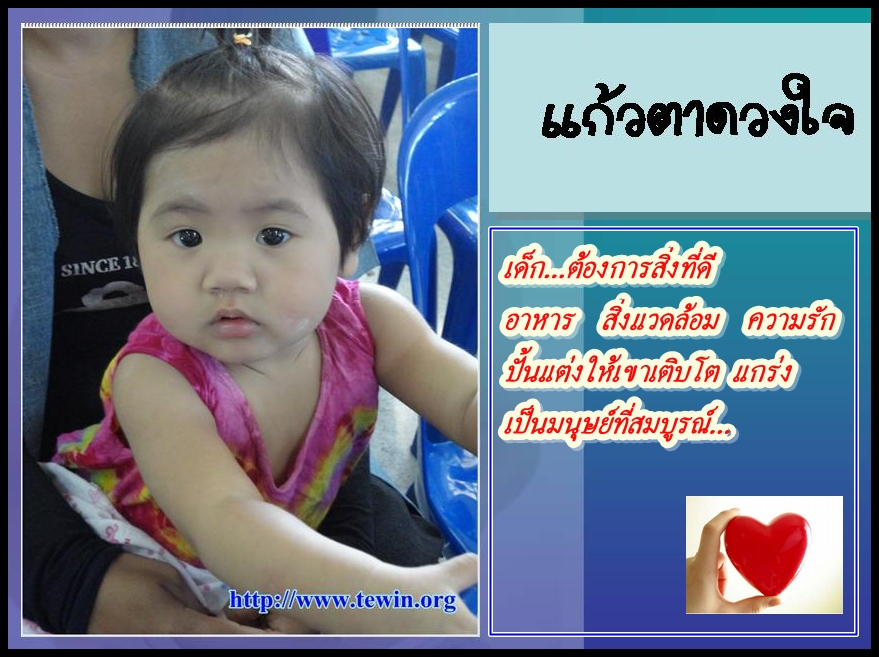 แก้วตาดวงใจ
SINCE 18
เด็ก...ต้องการสิ่งที่ดี
อาหาร สิ่งแวดล้อม ความรัก
ปั้นแต่งให้เขาเติบโต แกร่ง
เป็นมนุษย์ที่สมบูรณ์...
http://www.tewin.org